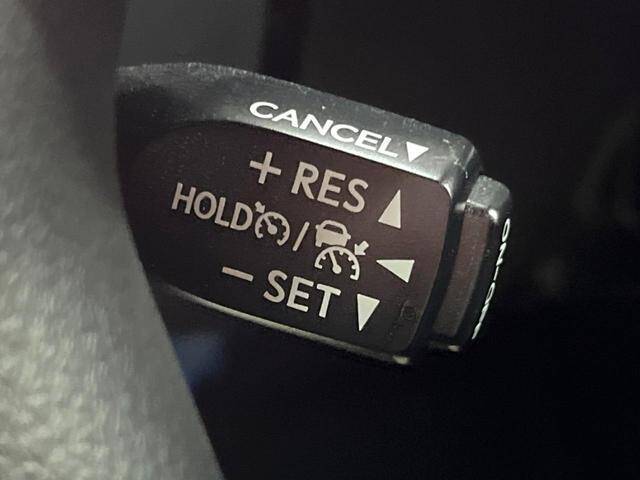 CANCEL▼
+ RES ▲
HOLD / ◀
− SET ▼
ON-OFF